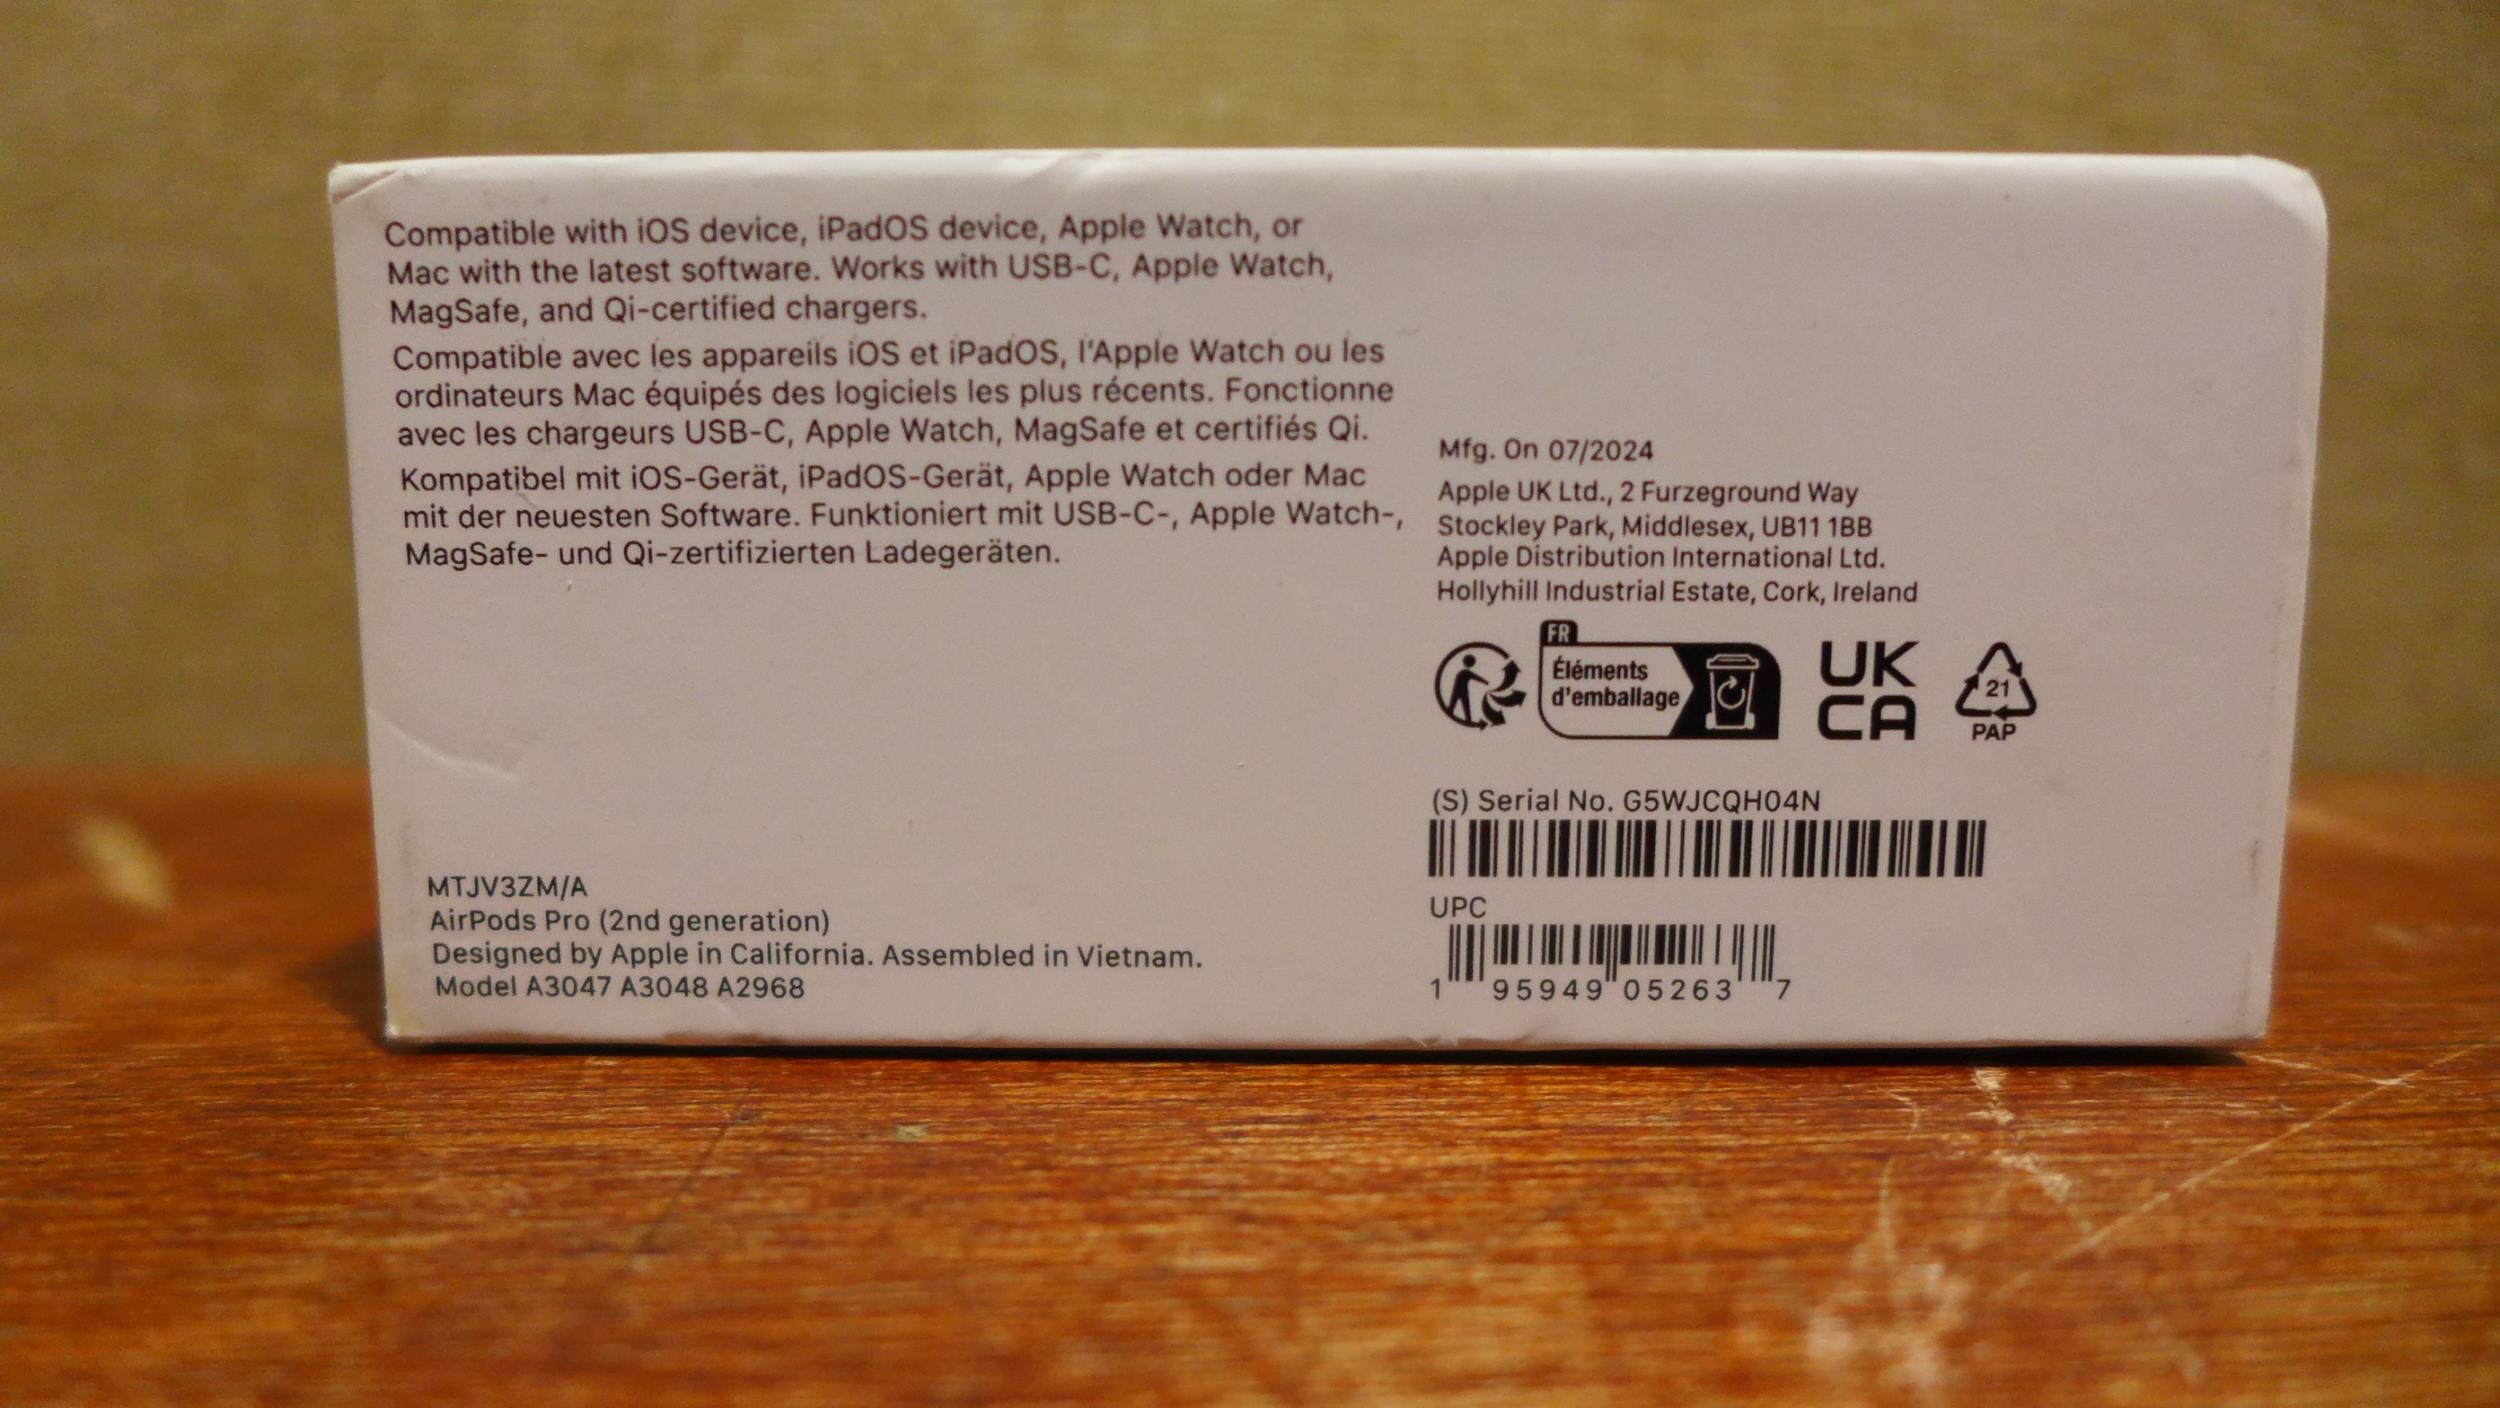 Compatible with iOS device, iPadOS device, Apple Watch, or
Mac with the latest software. Works with USB-C, Apple Watch,
MagSafe, and Qi-certified chargers.
Compatible avec les appareils iOS et iPadOS, l'Apple Watch ou les
ordinateurs Mac équipés des logiciels les plus récents. Fonctionne
avec les chargeurs USB-C, Apple Watch, MagSafe et certifiés Qi.
Kompatibel mit iOS-Gerät, iPadOS-Gerät, Apple Watch oder Mac
mit der neuesten Software. Funktioniert mit USB-C-, Apple Watch-,
MagSafe- und Qi-zertifizierten Ladegeräten.
MTJV3ZM/A
AirPods Pro (2nd generation)
Designed by Apple in California. Assembled in Vietnam.
Model A3047 A3048 A2968
Mfg. On 07/2024
Apple UK Ltd., 2 Furzeground Way
Stockley Park, Middlesex, UB11 1BB
Apple Distribution International Ltd.
Hollyhill Industrial Estate, Cork, Ireland
FR
Éléments
d'emballage
UK
CA
21
PAP
(S) Serial No. G5WJCQH04N
UPC
1 95949 05263 7